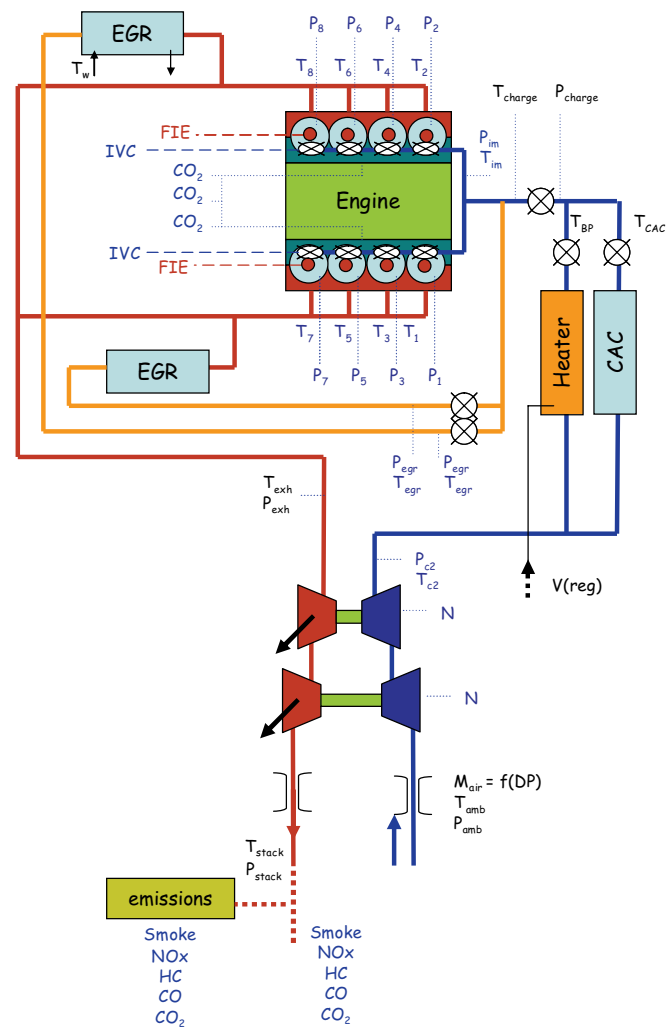 EGR
P8 P6 P4 P2
Tw
T8 T6 T4 T2
Tcharge Pcharge
FIE
Pim
IVC
Tim
CO2
CO2
Engine
CO2
TBP TCAC
IVC
FIE
Heater
CAC
T7 T5 T3 T1
EGR
P7 P5 P3 P1
Pegr Pegr
Tegr Tegr
Texh
Pexh
Pc2
Tc2
V(reg)
N
N
Mair = f(DP)
Tamb
Pamb
Tstack
Pstack
emissions
Smoke
NOx
HC
CO
CO2
Smoke
NOx
HC
CO
CO2